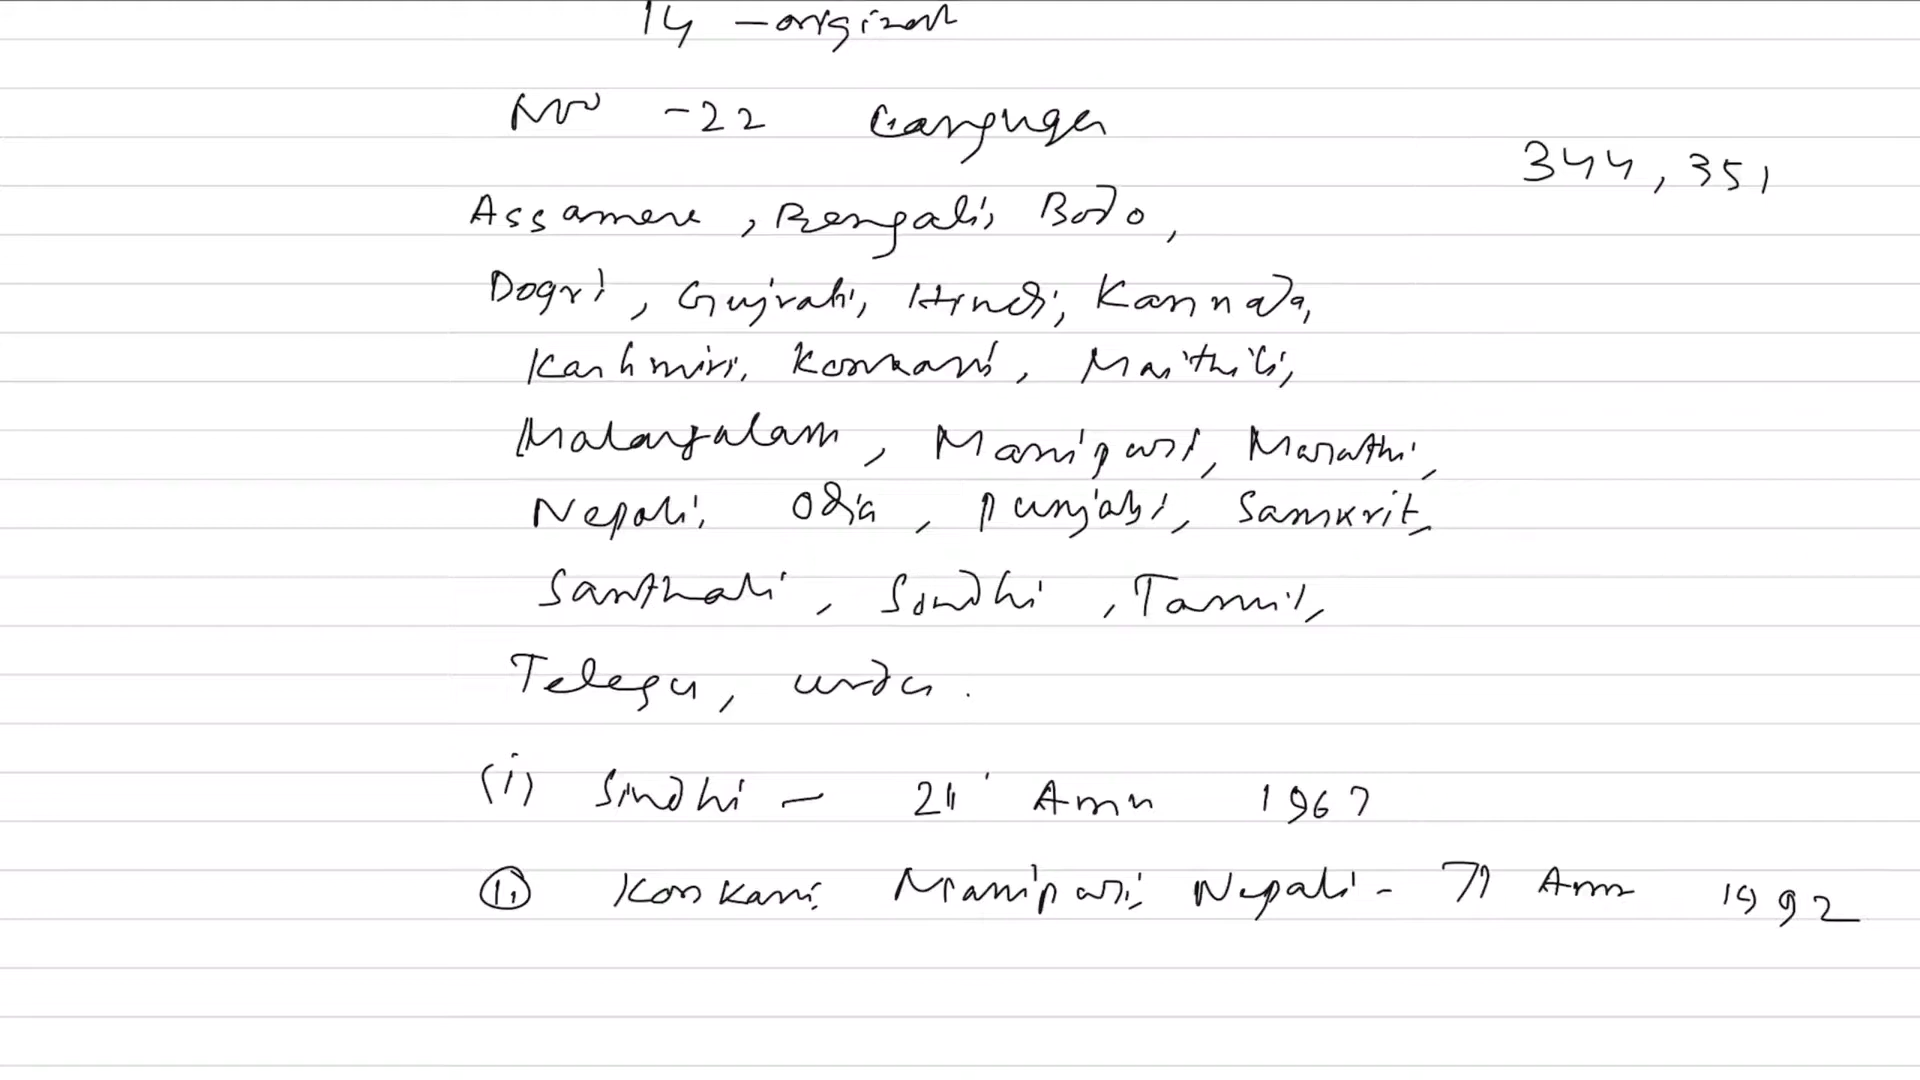 14 - original
Now - 22 Languages
344, 351
Assamese, Bengali, Bodo,
Dogri, Gujrati, Hindi, Kannada,
Kashmiri, Konkani, Maithili,
Malayalam, Manipuri, Marathi,
Nepali, Odia, Punjabi, Sanskrit,
Santhali, Sindhi, Tamil,
Telegu, urdu.
(i) Sindhi - 21 Amn 1967
(ii) Konkani, Manipuri, Nepali - 71 Amn 1992